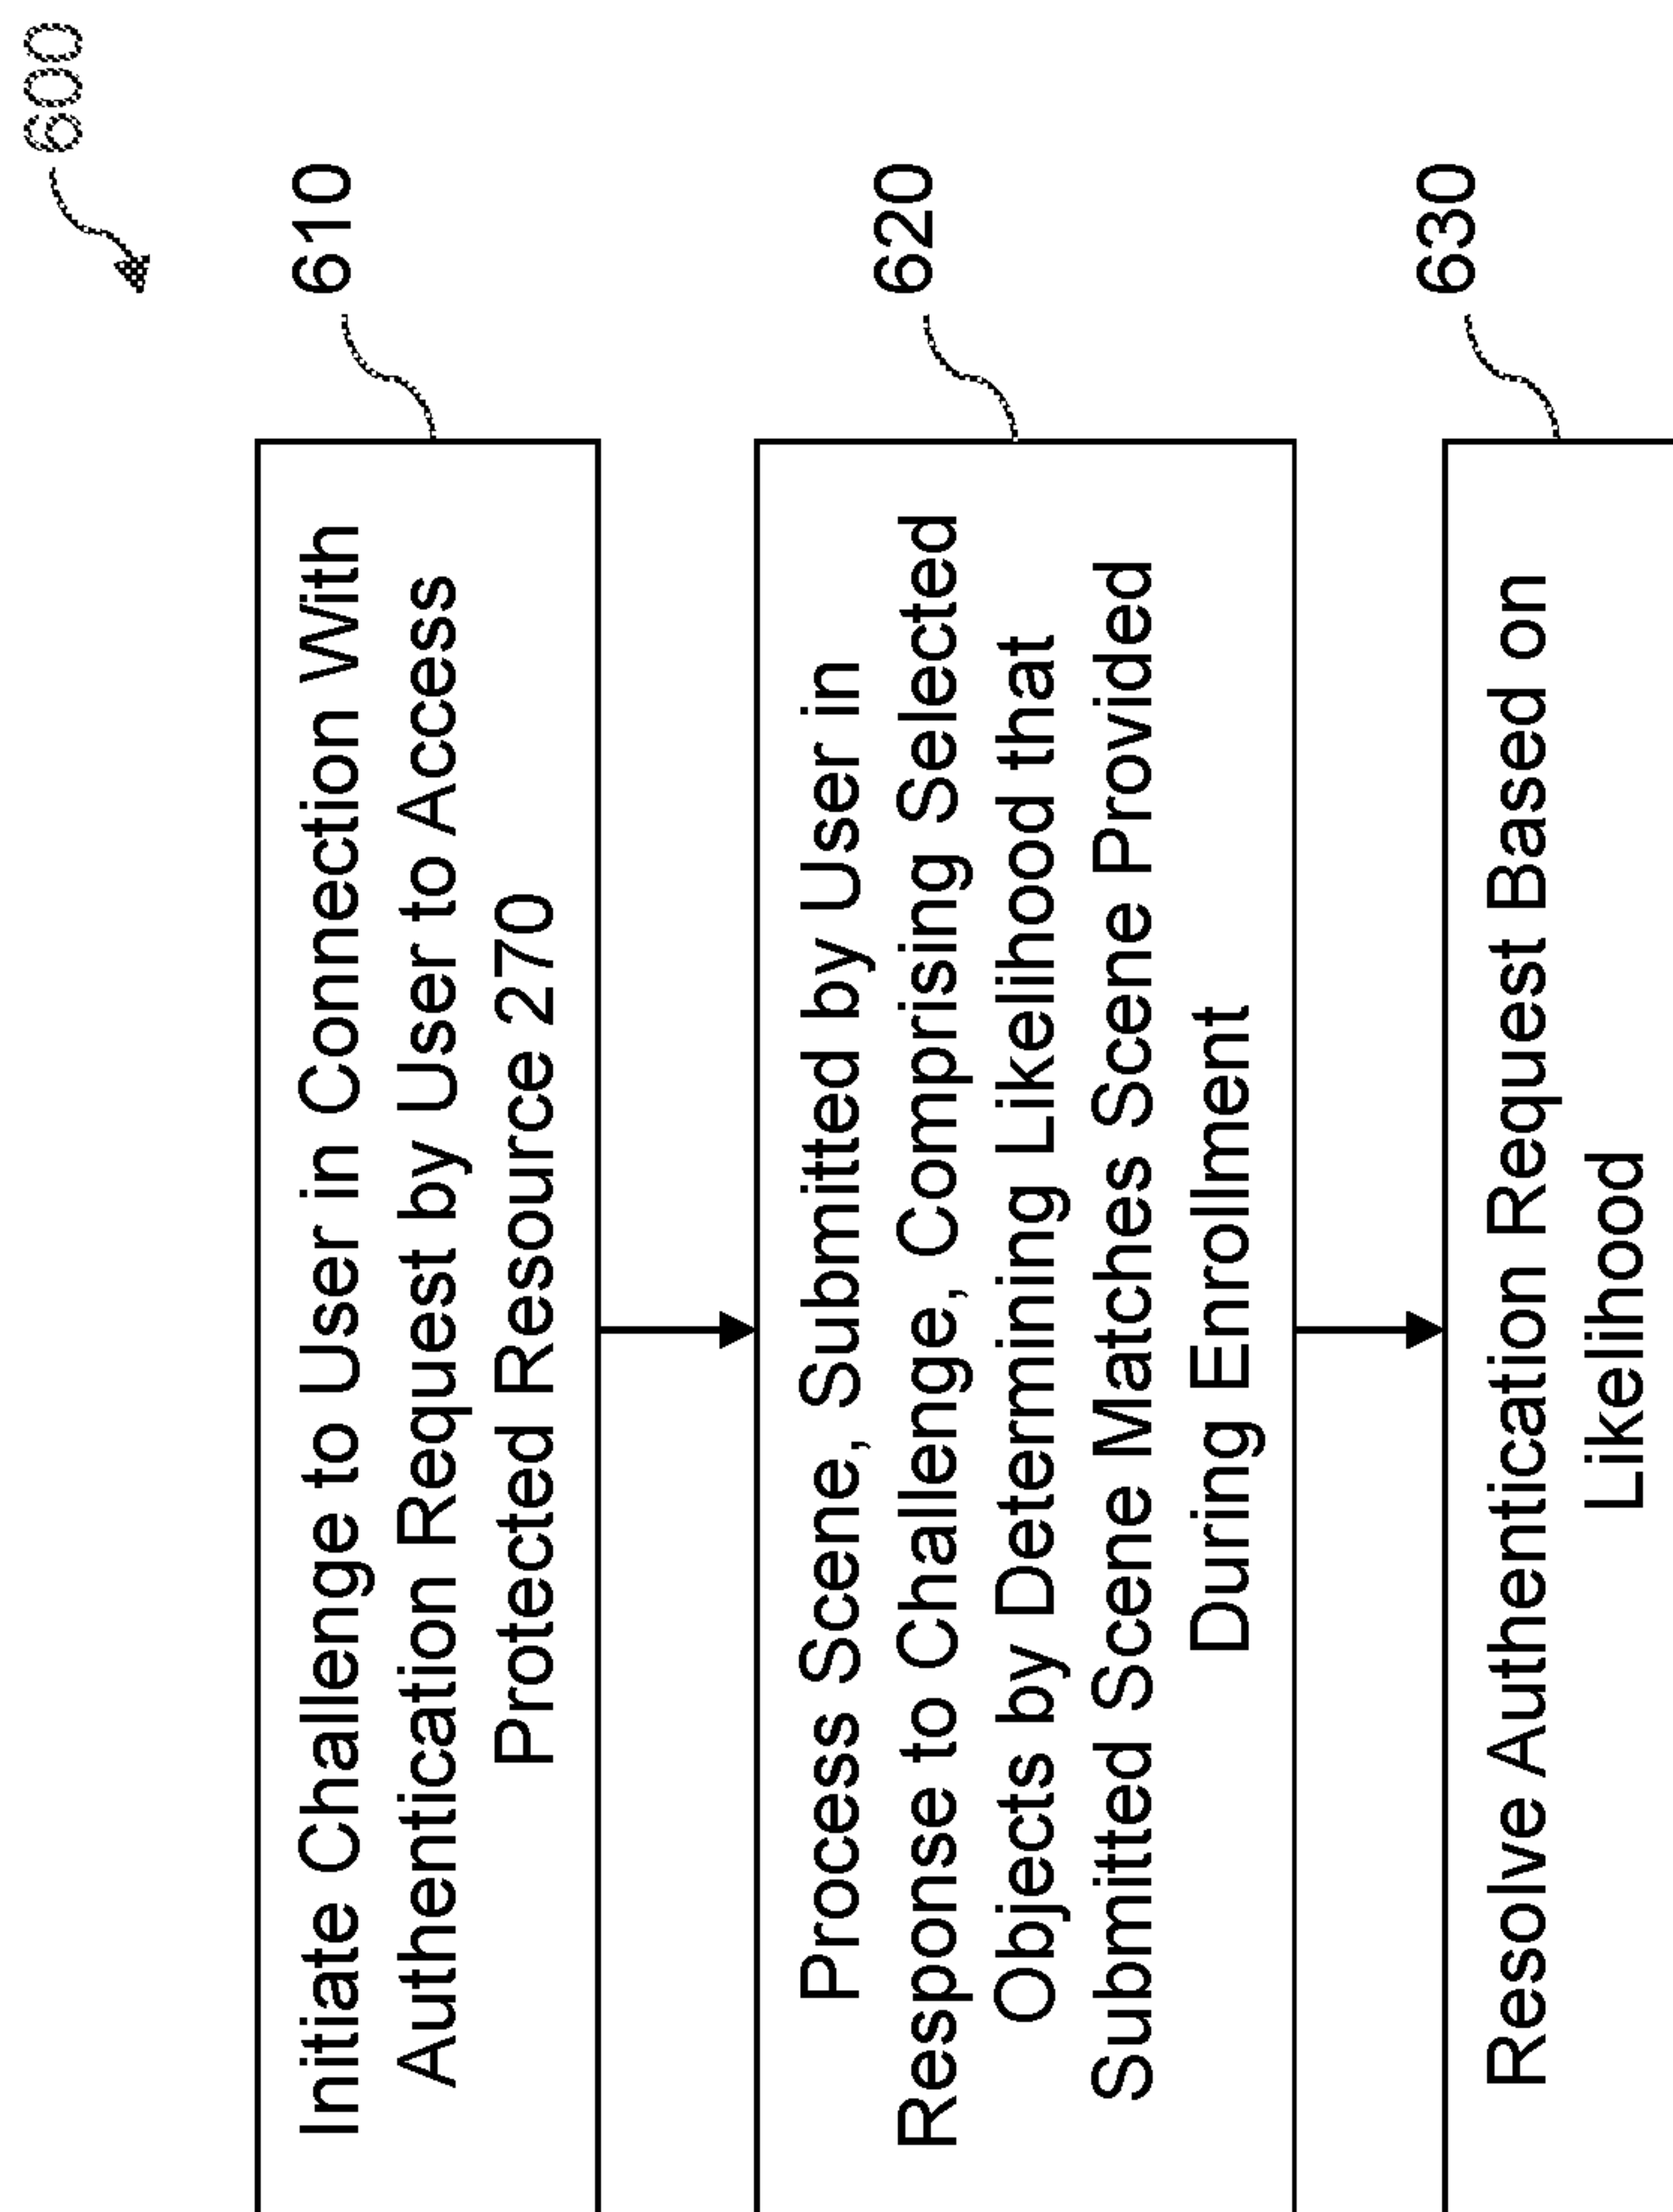 600
610
Initiate Challenge to User in Connection With
Authentication Request by User to Access
Protected Resource 270
620
Process Scene, Submitted by User in
Response to Challenge, Comprising Selected
Objects by Determining Likelihood that
Submitted Scene Matches Scene Provided
During Enrollment
630
Resolve Authentication Request Based on
Likelihood